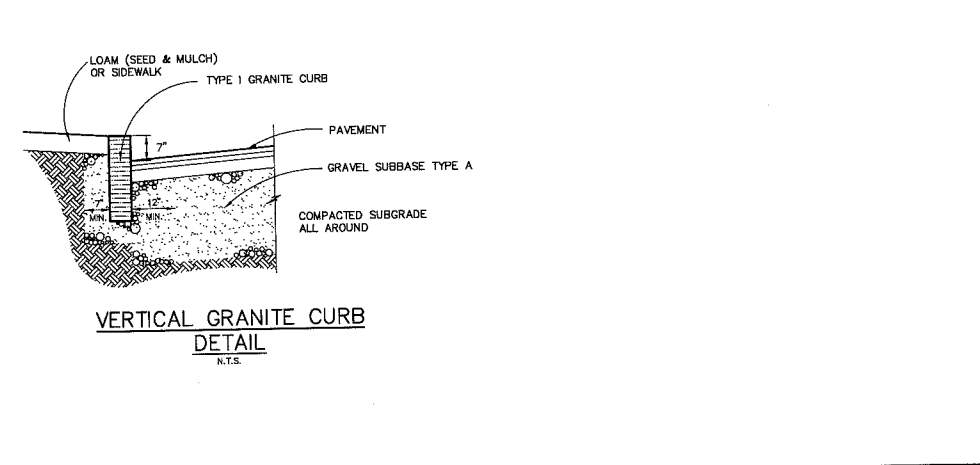 LOAM (SEED & MULCH)
OR SIDEWALK
TYPE 1 GRANITE CURB
7"
PAVEMENT
GRAVEL SUBBASE TYPE A
7"
MIN.
12"
MIN.
COMPACTED SUBGRADE
ALL AROUND
VERTICAL GRANITE CURB
DETAIL
N.T.S.